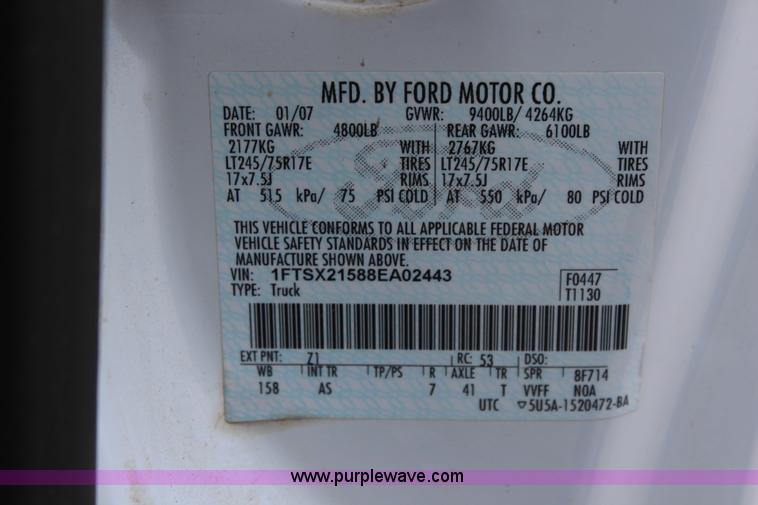 MFD. BY FORD MOTOR CO.
DATE: 01/07 GVWR: 9400LB/ 4264KG
FRONT GAWR: 4800LB REAR GAWR: 6100LB
2177KG WITH 2767KG WITH
LT245/75R17E TIRES LT245/75R17E TIRES
17x7.5J RIMS 17x7.5J RIMS
AT 515 kPa/ 75 PSI COLD AT 550 kPa/ 80 PSI COLD
THIS VEHICLE CONFORMS TO ALL APPLICABLE FEDERAL MOTOR
VEHICLE SAFETY STANDARDS IN EFFECT ON THE DATE OF
MANUFACTURE SHOWN ABOVE.
VIN: 1FTSX21588EA02443 F0447
TYPE: Truck T1130
EXT PNT: Z1 RC: 53 DSO:
WB INT TR TP/PS R AXLE TR SPR 8F714
158 AS 7 41 T VVFF NOA
UTC ▽5U5A-1520472-BA
www.purplewave.com